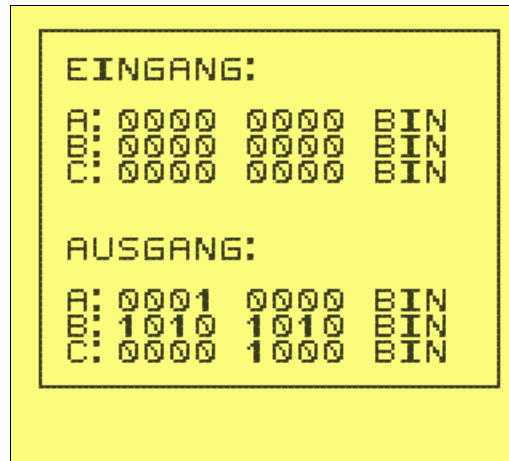 EINGANG:
A: 0000 0000 BIN
B: 0000 0000 BIN
C: 0000 0000 BIN
AUSGANG:
A: 0001 0000 BIN
B: 1010 1010 BIN
C: 0000 1000 BIN